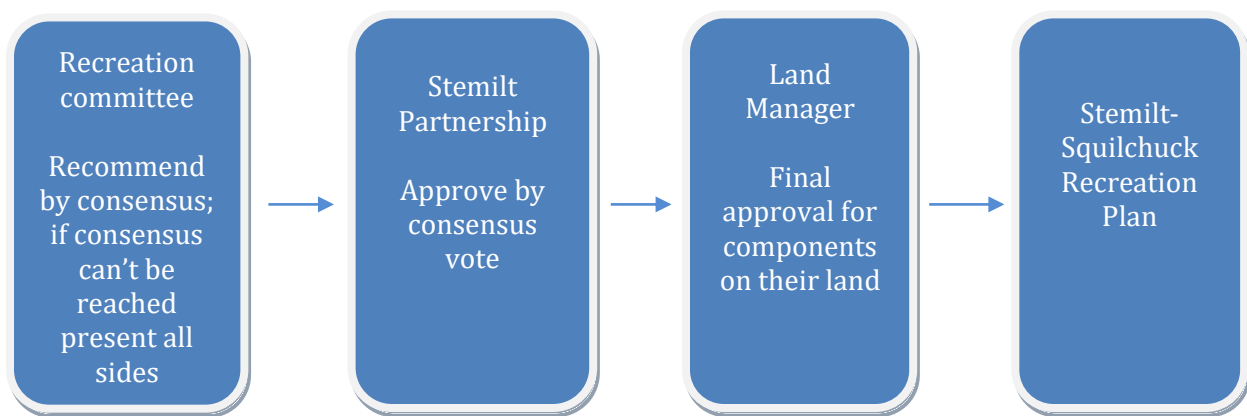 Recreation
committee
Recommend
by consensus;
if consensus
can’t be
reached
present all
sides
Stemilt
Partnership
Approve by
consensus
vote
Land
Manager
Final
approval for
components
on their land
Stemilt-
Squilchuck
Recreation
Plan